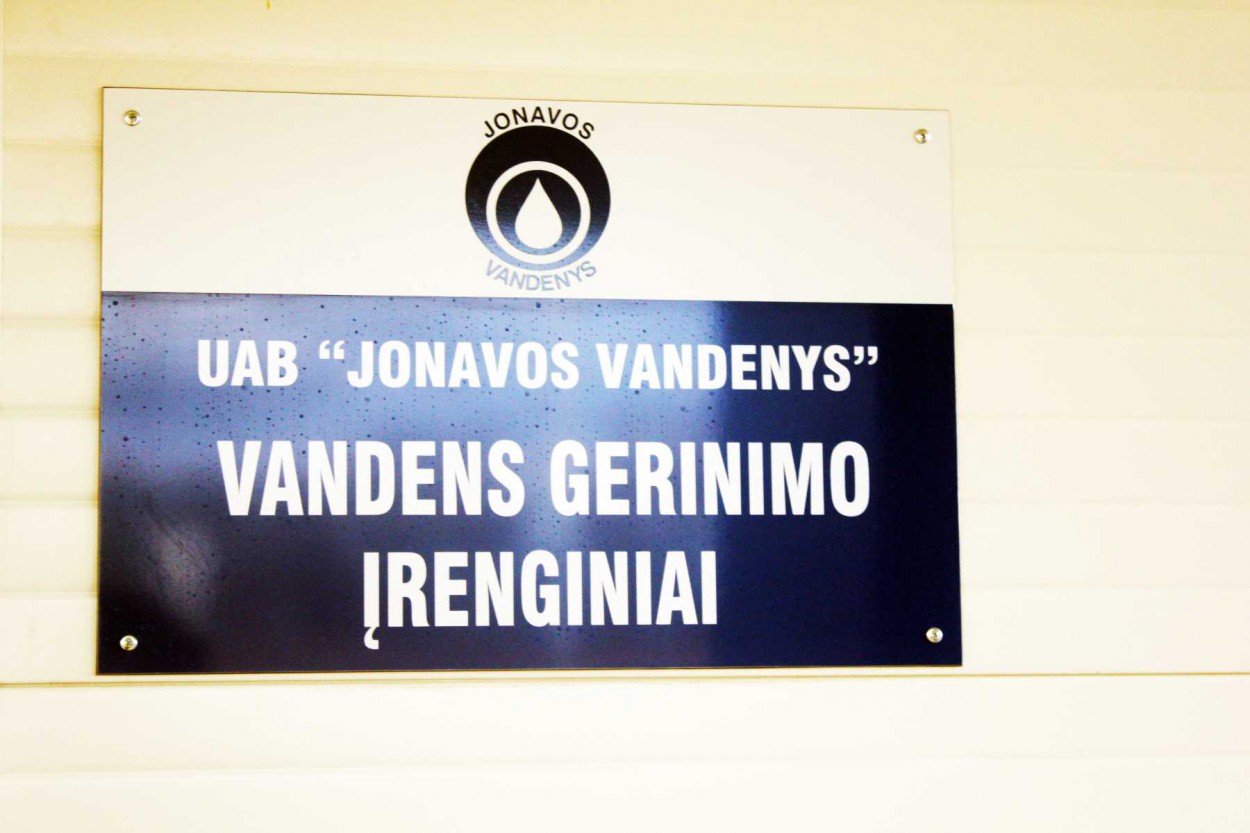 JONAVOS
VANDENYS
UAB “JONAVOS VANDENYS”
VANDENS GERINIMO
ĮRENGINIAI